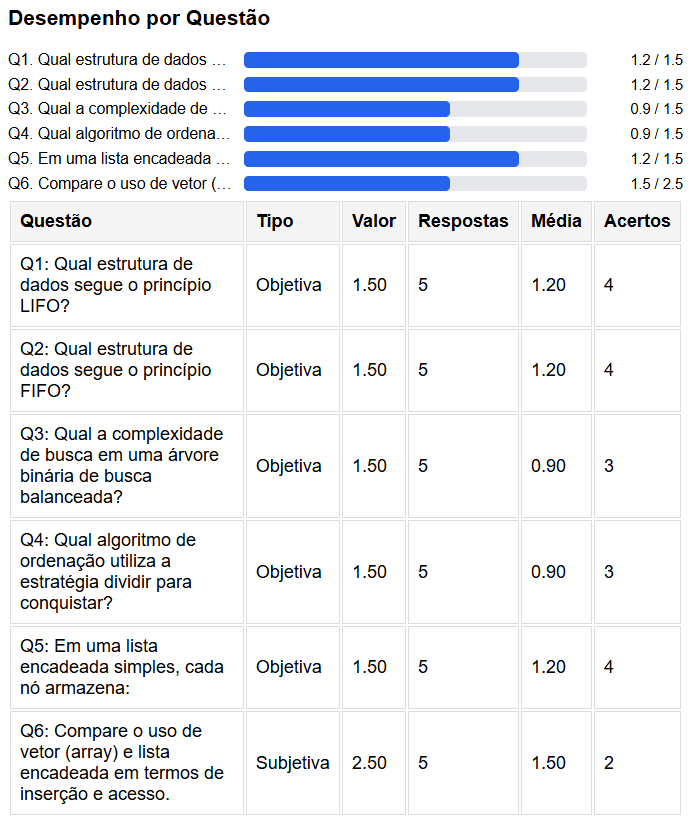 Desempenho por Questão
Q1. Qual estrutura de dados … 1.2 / 1.5
Q2. Qual estrutura de dados … 1.2 / 1.5
Q3. Qual a complexidade de … 0.9 / 1.5
Q4. Qual algoritmo de ordena… 0.9 / 1.5
Q5. Em uma lista encadeada … 1.2 / 1.5
Q6. Compare o uso de vetor (… 1.5 / 2.5
Questão Tipo Valor Respostas Média Acertos
Q1: Qual estrutura de
dados segue o princípio
LIFO?
Objetiva 1.50 5 1.20 4
Q2: Qual estrutura de
dados segue o princípio
FIFO?
Objetiva 1.50 5 1.20 4
Q3: Qual a complexidade
de busca em uma árvore
binária de busca
balanceada?
Objetiva 1.50 5 0.90 3
Q4: Qual algoritmo de
ordenação utiliza a
estratégia dividir para
conquistar?
Objetiva 1.50 5 0.90 3
Q5: Em uma lista
encadeada simples, cada
nó armazena:
Objetiva 1.50 5 1.20 4
Q6: Compare o uso de
vetor (array) e lista
encadeada em termos de
inserção e acesso.
Subjetiva 2.50 5 1.50 2